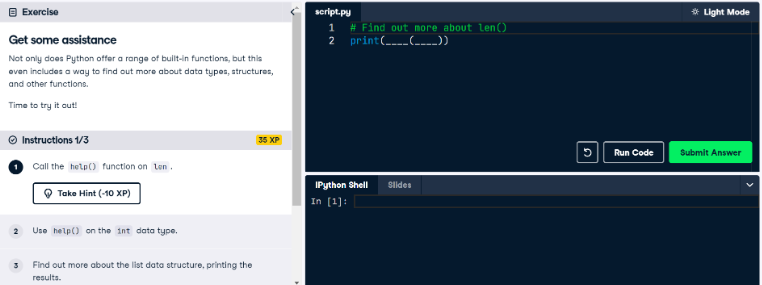 Exercise
Get some assistance
Not only does Python offer a range of built-in functions, but this
even includes a way to find out more about data types, structures,
and other functions.
Time to try it out!
Instructions 1/3
35 XP
1 Call the help() function on len.
Take Hint (-10 XP)
2 Use help() on the int data type.
3 Find out more about the list data structure, printing the
results.
script.py
Light Mode
1 # Find out more about len()
2 print(____(____))
Run Code
Submit Answer
IPython Shell
Slides
In [1]: